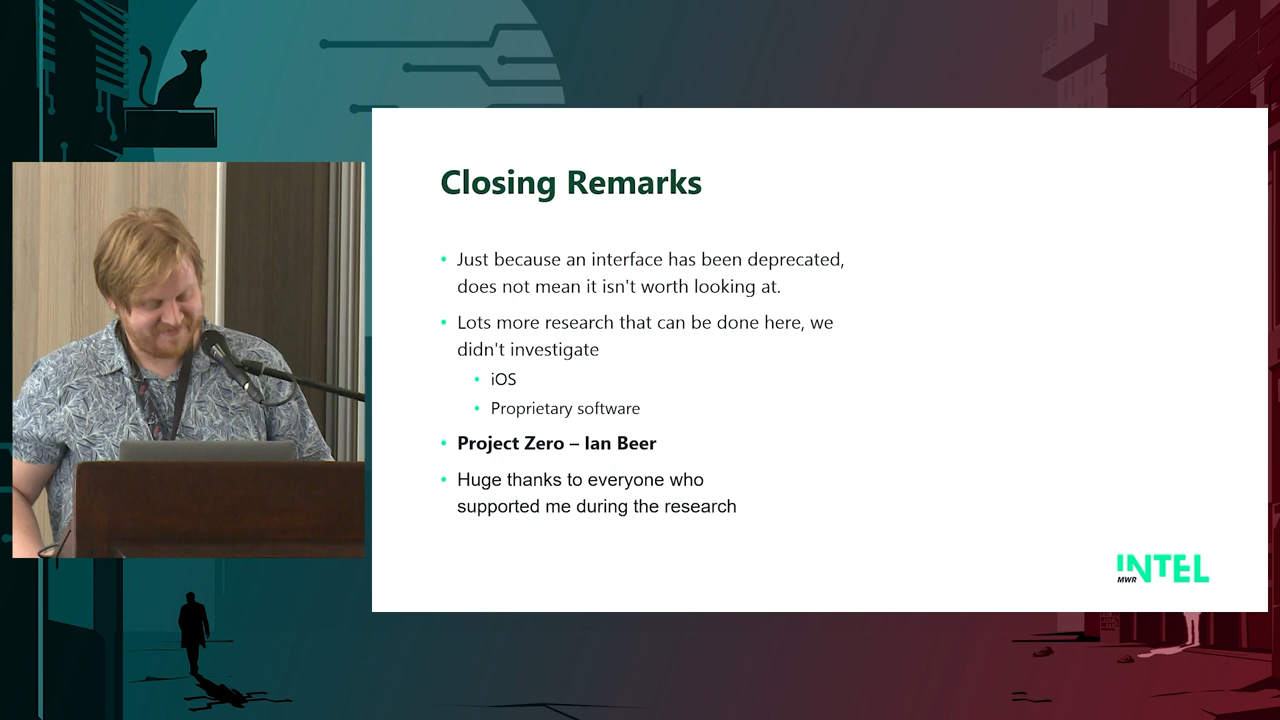 Closing Remarks
• Just because an interface has been deprecated,
does not mean it isn't worth looking at.
• Lots more research that can be done here, we
didn't investigate
• iOS
• Proprietary software
• Project Zero – Ian Beer
• Huge thanks to everyone who
supported me during the research
INTEL
MWR